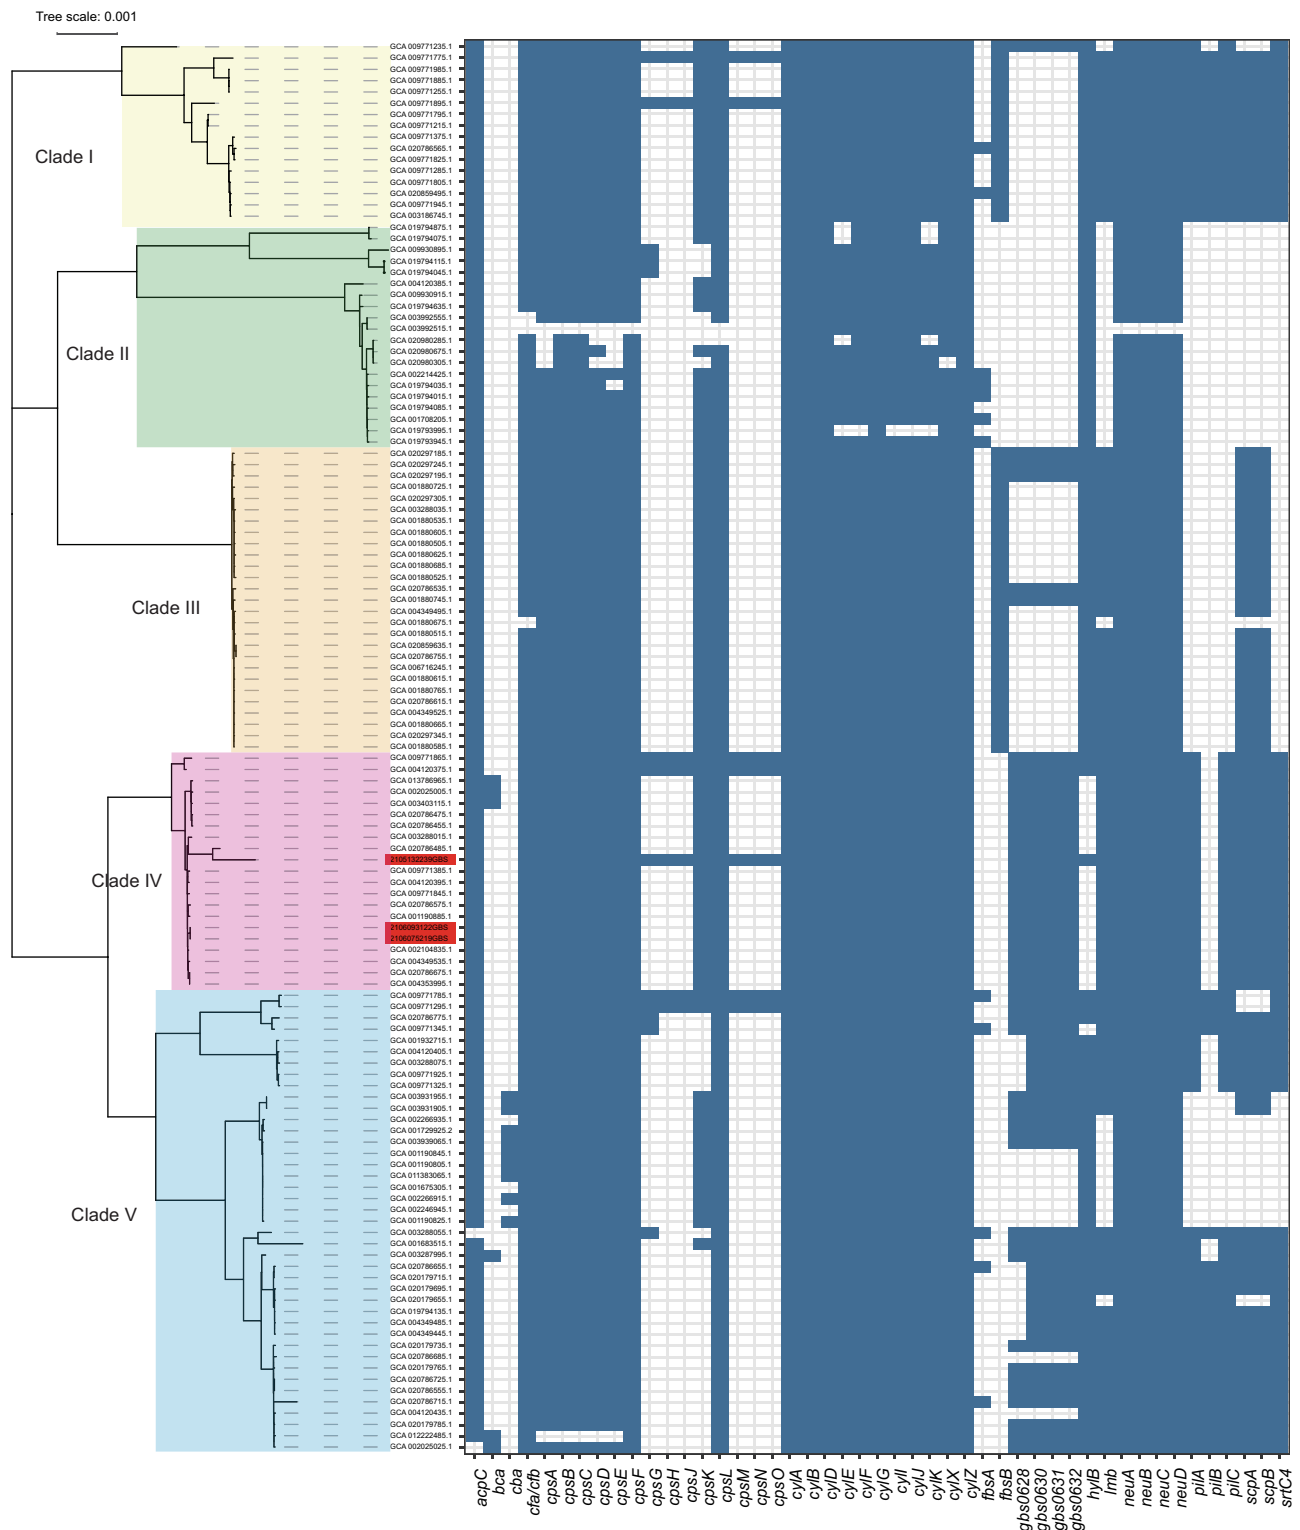 Tree scale: 0.001
GCA 009771235.1
GCA 009771775.1
GCA 009771985.1
GCA 009771885.1
GCA 009771255.1
GCA 009771895.1
GCA 009771795.1
GCA 009771215.1
GCA 009771375.1
GCA 020786565.1
GCA 009771825.1
GCA 009771285.1
GCA 009771805.1
GCA 020859495.1
GCA 009771945.1
GCA 003186745.1
Clade I
GCA 019794875.1
GCA 019794075.1
GCA 009930895.1
GCA 019794115.1
GCA 019794045.1
GCA 004120385.1
GCA 009930915.1
GCA 019794635.1
GCA 003992555.1
GCA 003992515.1
GCA 020980285.1
GCA 020980675.1
GCA 020980305.1
GCA 002214425.1
GCA 019794035.1
GCA 019794015.1
GCA 019794085.1
GCA 001708205.1
GCA 019793995.1
GCA 019793945.1
Clade II
GCA 020297185.1
GCA 020297245.1
GCA 020297195.1
GCA 001880725.1
GCA 020297305.1
GCA 003288035.1
GCA 001880535.1
GCA 001880605.1
GCA 001880505.1
GCA 001880625.1
GCA 001880685.1
GCA 001880525.1
GCA 020786535.1
GCA 001880745.1
GCA 004349495.1
GCA 001880675.1
GCA 001880515.1
GCA 020859635.1
GCA 020786755.1
GCA 006716245.1
GCA 001880615.1
GCA 001880765.1
GCA 020786615.1
GCA 004349525.1
GCA 001880665.1
GCA 020297345.1
GCA 001880585.1
Clade III
GCA 009771865.1
GCA 004120375.1
GCA 013786965.1
GCA 002025005.1
GCA 003403115.1
GCA 020786475.1
GCA 020786455.1
GCA 003288015.1
GCA 020786485.1
2105132239GBS
GCA 009771385.1
GCA 004120395.1
GCA 009771845.1
GCA 020786575.1
GCA 001190885.1
2106093122GBS
2106075219GBS
GCA 002104835.1
GCA 004349535.1
GCA 020786675.1
GCA 004353995.1
Clade IV
GCA 009771785.1
GCA 009771295.1
GCA 020786775.1
GCA 009771345.1
GCA 001932715.1
GCA 004120405.1
GCA 003288075.1
GCA 009771925.1
GCA 009771325.1
GCA 003931955.1
GCA 003931905.1
GCA 002266935.1
GCA 001729925.2
GCA 003939065.1
GCA 001190845.1
GCA 001190805.1
GCA 011383065.1
GCA 001675305.1
GCA 002266915.1
GCA 002246945.1
GCA 001190825.1
GCA 003288055.1
GCA 001683515.1
GCA 003287995.1
GCA 020786655.1
GCA 020179715.1
GCA 020179695.1
GCA 020179655.1
GCA 019794135.1
GCA 004349485.1
GCA 004349445.1
GCA 020179735.1
GCA 020786685.1
GCA 020179765.1
GCA 020786725.1
GCA 020786555.1
GCA 020786715.1
GCA 004120435.1
GCA 020179785.1
GCA 012222485.1
GCA 002025025.1
Clade V
acpC
bca
cba
cfa/cfb
cpsA
cpsB
cpsC
cpsD
cpsE
cpsF
cpsG
cpsH
cpsJ
cpsK
cpsL
cpsM
cpsN
cpsO
cylA
cylB
cylD
cylE
cylF
cylG
cylI
cylJ
cylK
cylX
cylZ
fbsA
fbsB
gbs0628
gbs0630
gbs0631
gbs0632
hylB
lmb
neuA
neuB
neuC
neuD
pilA
pilB
pilC
scpA
scpB
srtC4